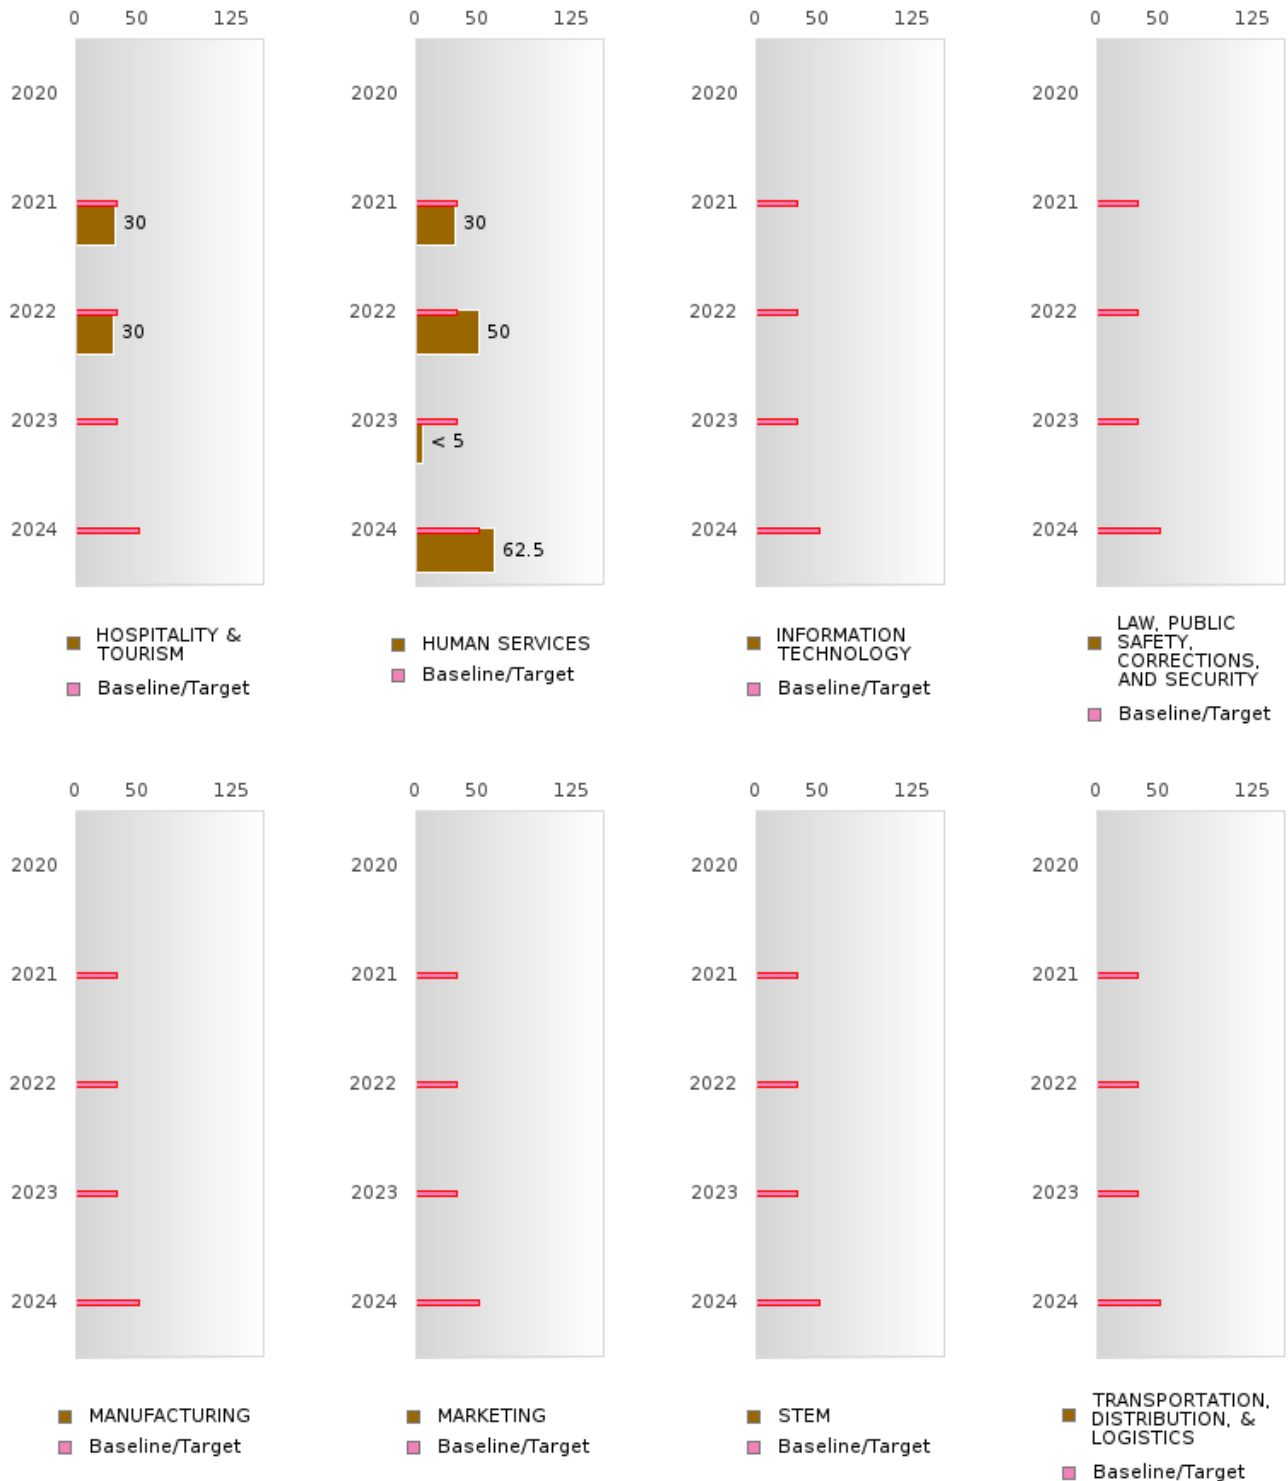 0 50 125
2020
2021
30
2022
30
2023
2024
HOSPITALITY &
TOURISM
Baseline/Target
0 50 125
2020
2021
30
2022
50
2023
< 5
2024
62.5
HUMAN SERVICES
Baseline/Target
0 50 125
2020
2021
2022
2023
2024
INFORMATION
TECHNOLOGY
Baseline/Target
0 50 125
2020
2021
2022
2023
2024
LAW, PUBLIC
SAFETY,
CORRECTIONS,
AND SECURITY
Baseline/Target
0 50 125
2020
2021
2022
2023
2024
MANUFACTURING
Baseline/Target
0 50 125
2020
2021
2022
2023
2024
MARKETING
Baseline/Target
0 50 125
2020
2021
2022
2023
2024
STEM
Baseline/Target
0 50 125
2020
2021
2022
2023
2024
TRANSPORTATION,
DISTRIBUTION, &
LOGISTICS
Baseline/Target